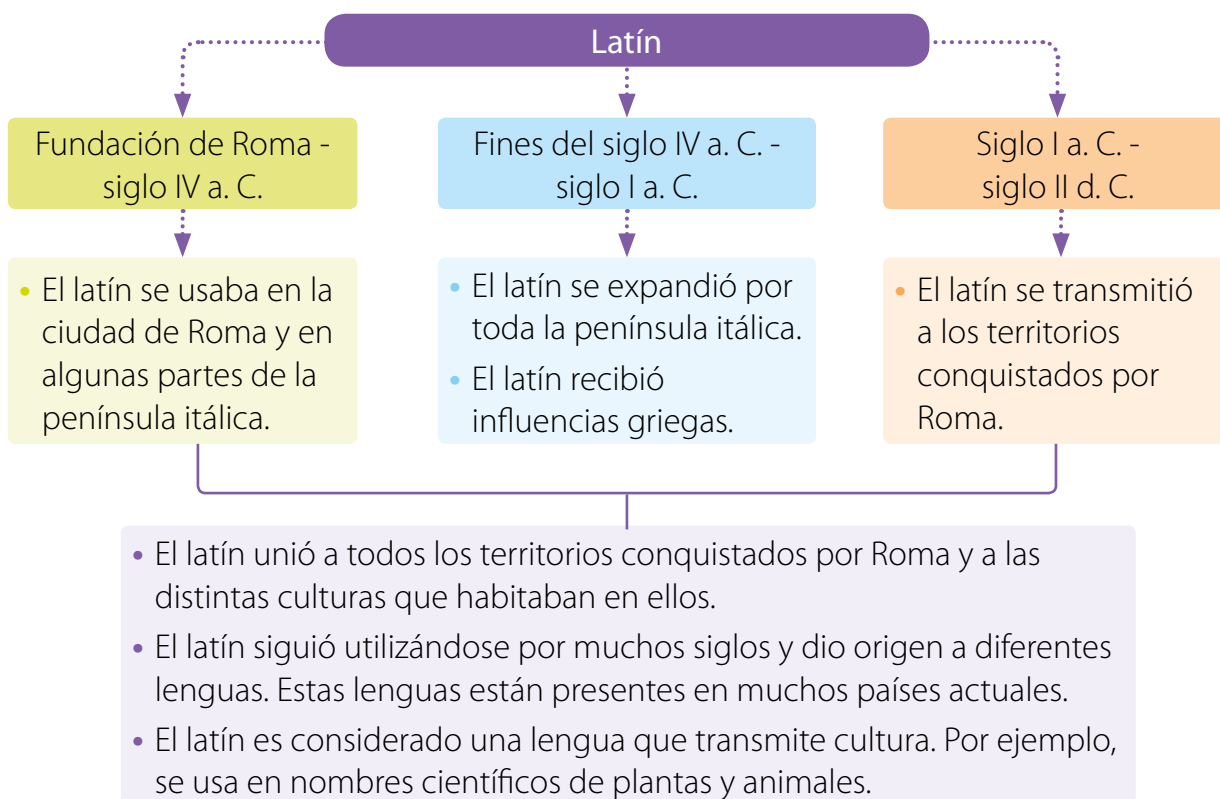 Latín
Fundación de Roma -
siglo IV a. C.
Fines del siglo IV a. C. -
siglo I a. C.
Siglo I a. C. -
siglo II d. C.
• El latín se usaba en la
ciudad de Roma y en
algunas partes de la
península itálica.
• El latín se expandió por
toda la península itálica.
• El latín recibió
influencias griegas.
• El latín se transmitió
a los territorios
conquistados por
Roma.
• El latín unió a todos los territorios conquistados por Roma y a las
distintas culturas que habitaban en ellos.
• El latín siguió utilizándose por muchos siglos y dio origen a diferentes
lenguas. Estas lenguas están presentes en muchos países actuales.
• El latín es considerado una lengua que transmite cultura. Por ejemplo,
se usa en nombres científicos de plantas y animales.